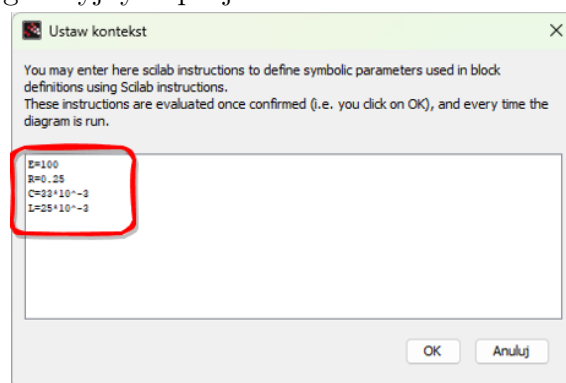 Ustaw kontekst
You may enter here scilab instructions to define symbolic parameters used in block
definitions using Scilab instructions.
These instructions are evaluated once confirmed (i.e. you click on OK), and every time the
diagram is run.
E=100
R=0.25
C=33*10^-3
L=25*10^-3
OK Anuluj